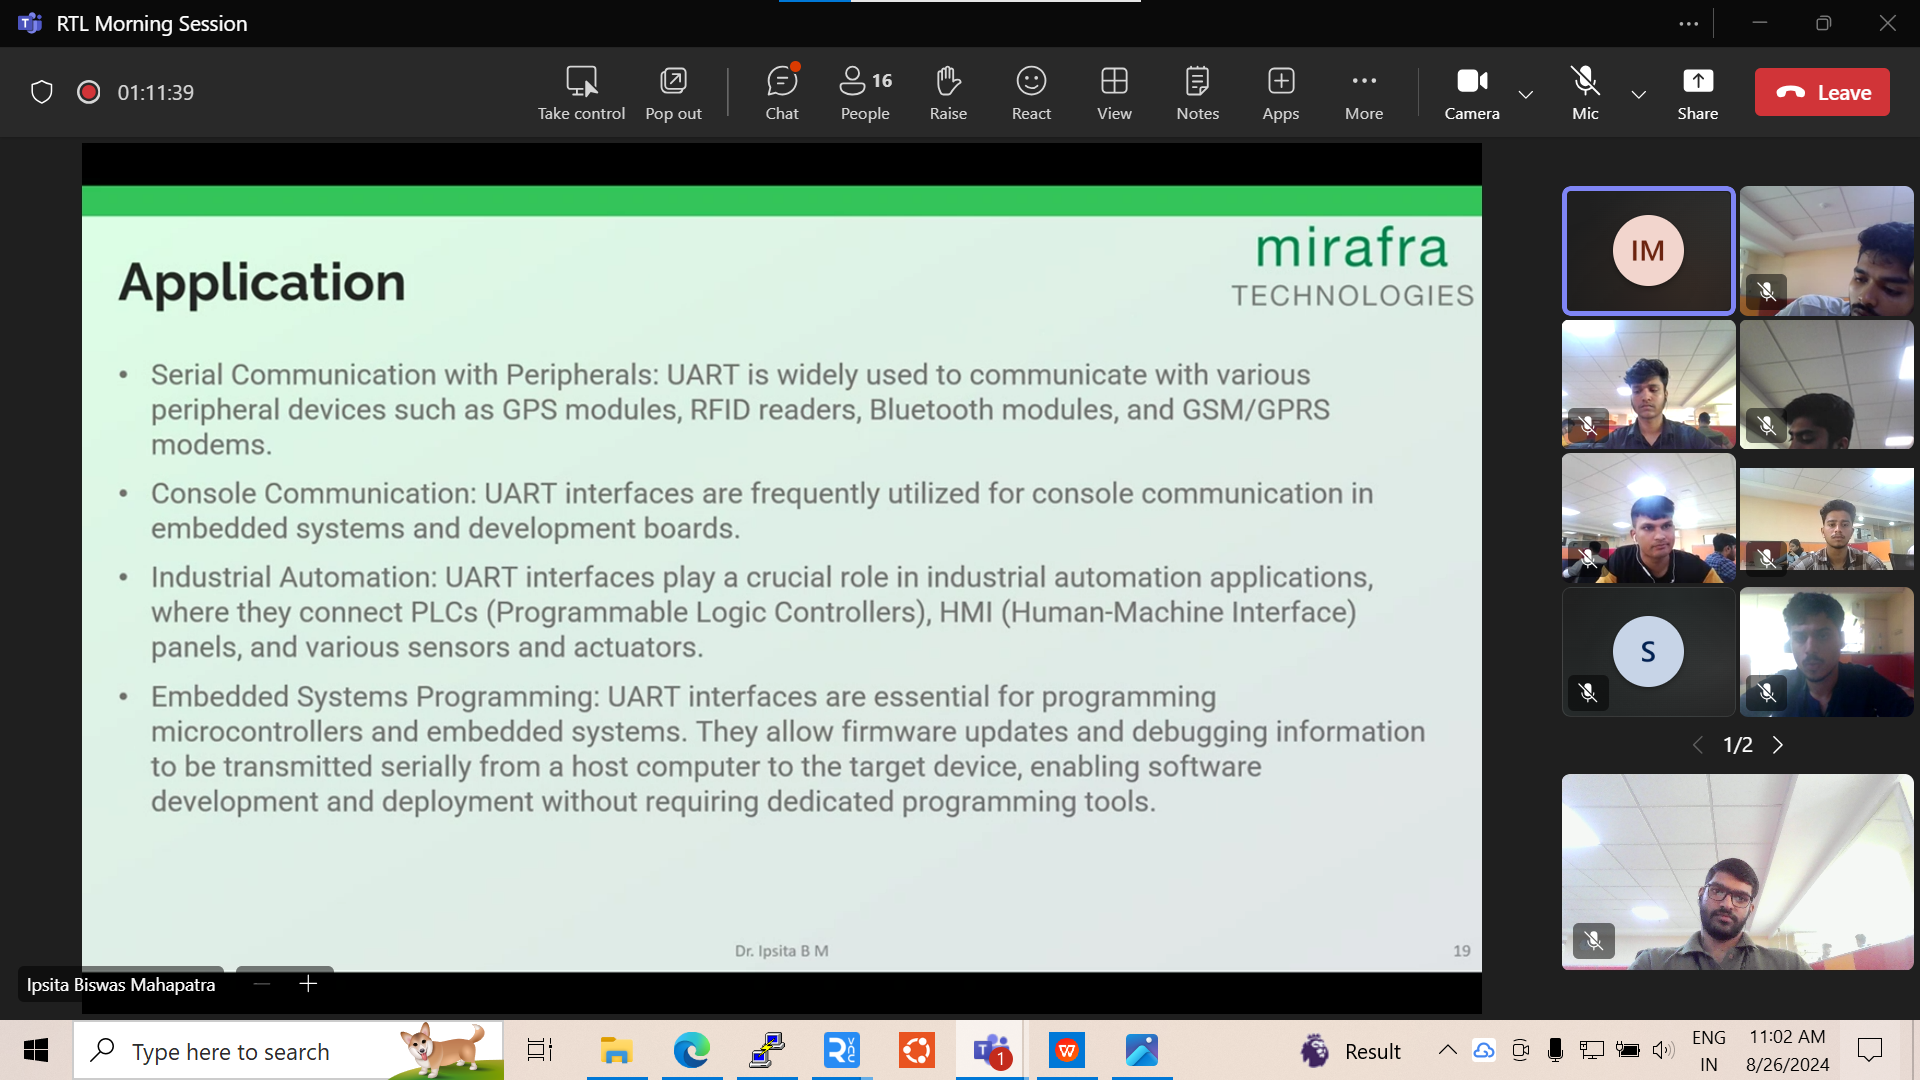 RTL Morning Session
01:11:39
Take control
Pop out
Chat
16
People
Raise
React
View
Notes
Apps
More
Camera
Mic
Share
Leave
mirafra
TECHNOLOGIES
Application
• Serial Communication with Peripherals: UART is widely used to communicate with various
peripheral devices such as GPS modules, RFID readers, Bluetooth modules, and GSM/GPRS
modems.
• Console Communication: UART interfaces are frequently utilized for console communication in
embedded systems and development boards.
• Industrial Automation: UART interfaces play a crucial role in industrial automation applications,
where they connect PLCs (Programmable Logic Controllers), HMI (Human-Machine Interface)
panels, and various sensors and actuators.
• Embedded Systems Programming: UART interfaces are essential for programming
microcontrollers and embedded systems. They allow firmware updates and debugging information
to be transmitted serially from a host computer to the target device, enabling software
development and deployment without requiring dedicated programming tools.
Dr. Ipsita B M
19
Ipsita Biswas Mahapatra
IM
S
1/2
Type here to search
1
Result
ENG
IN
11:02 AM
8/26/2024